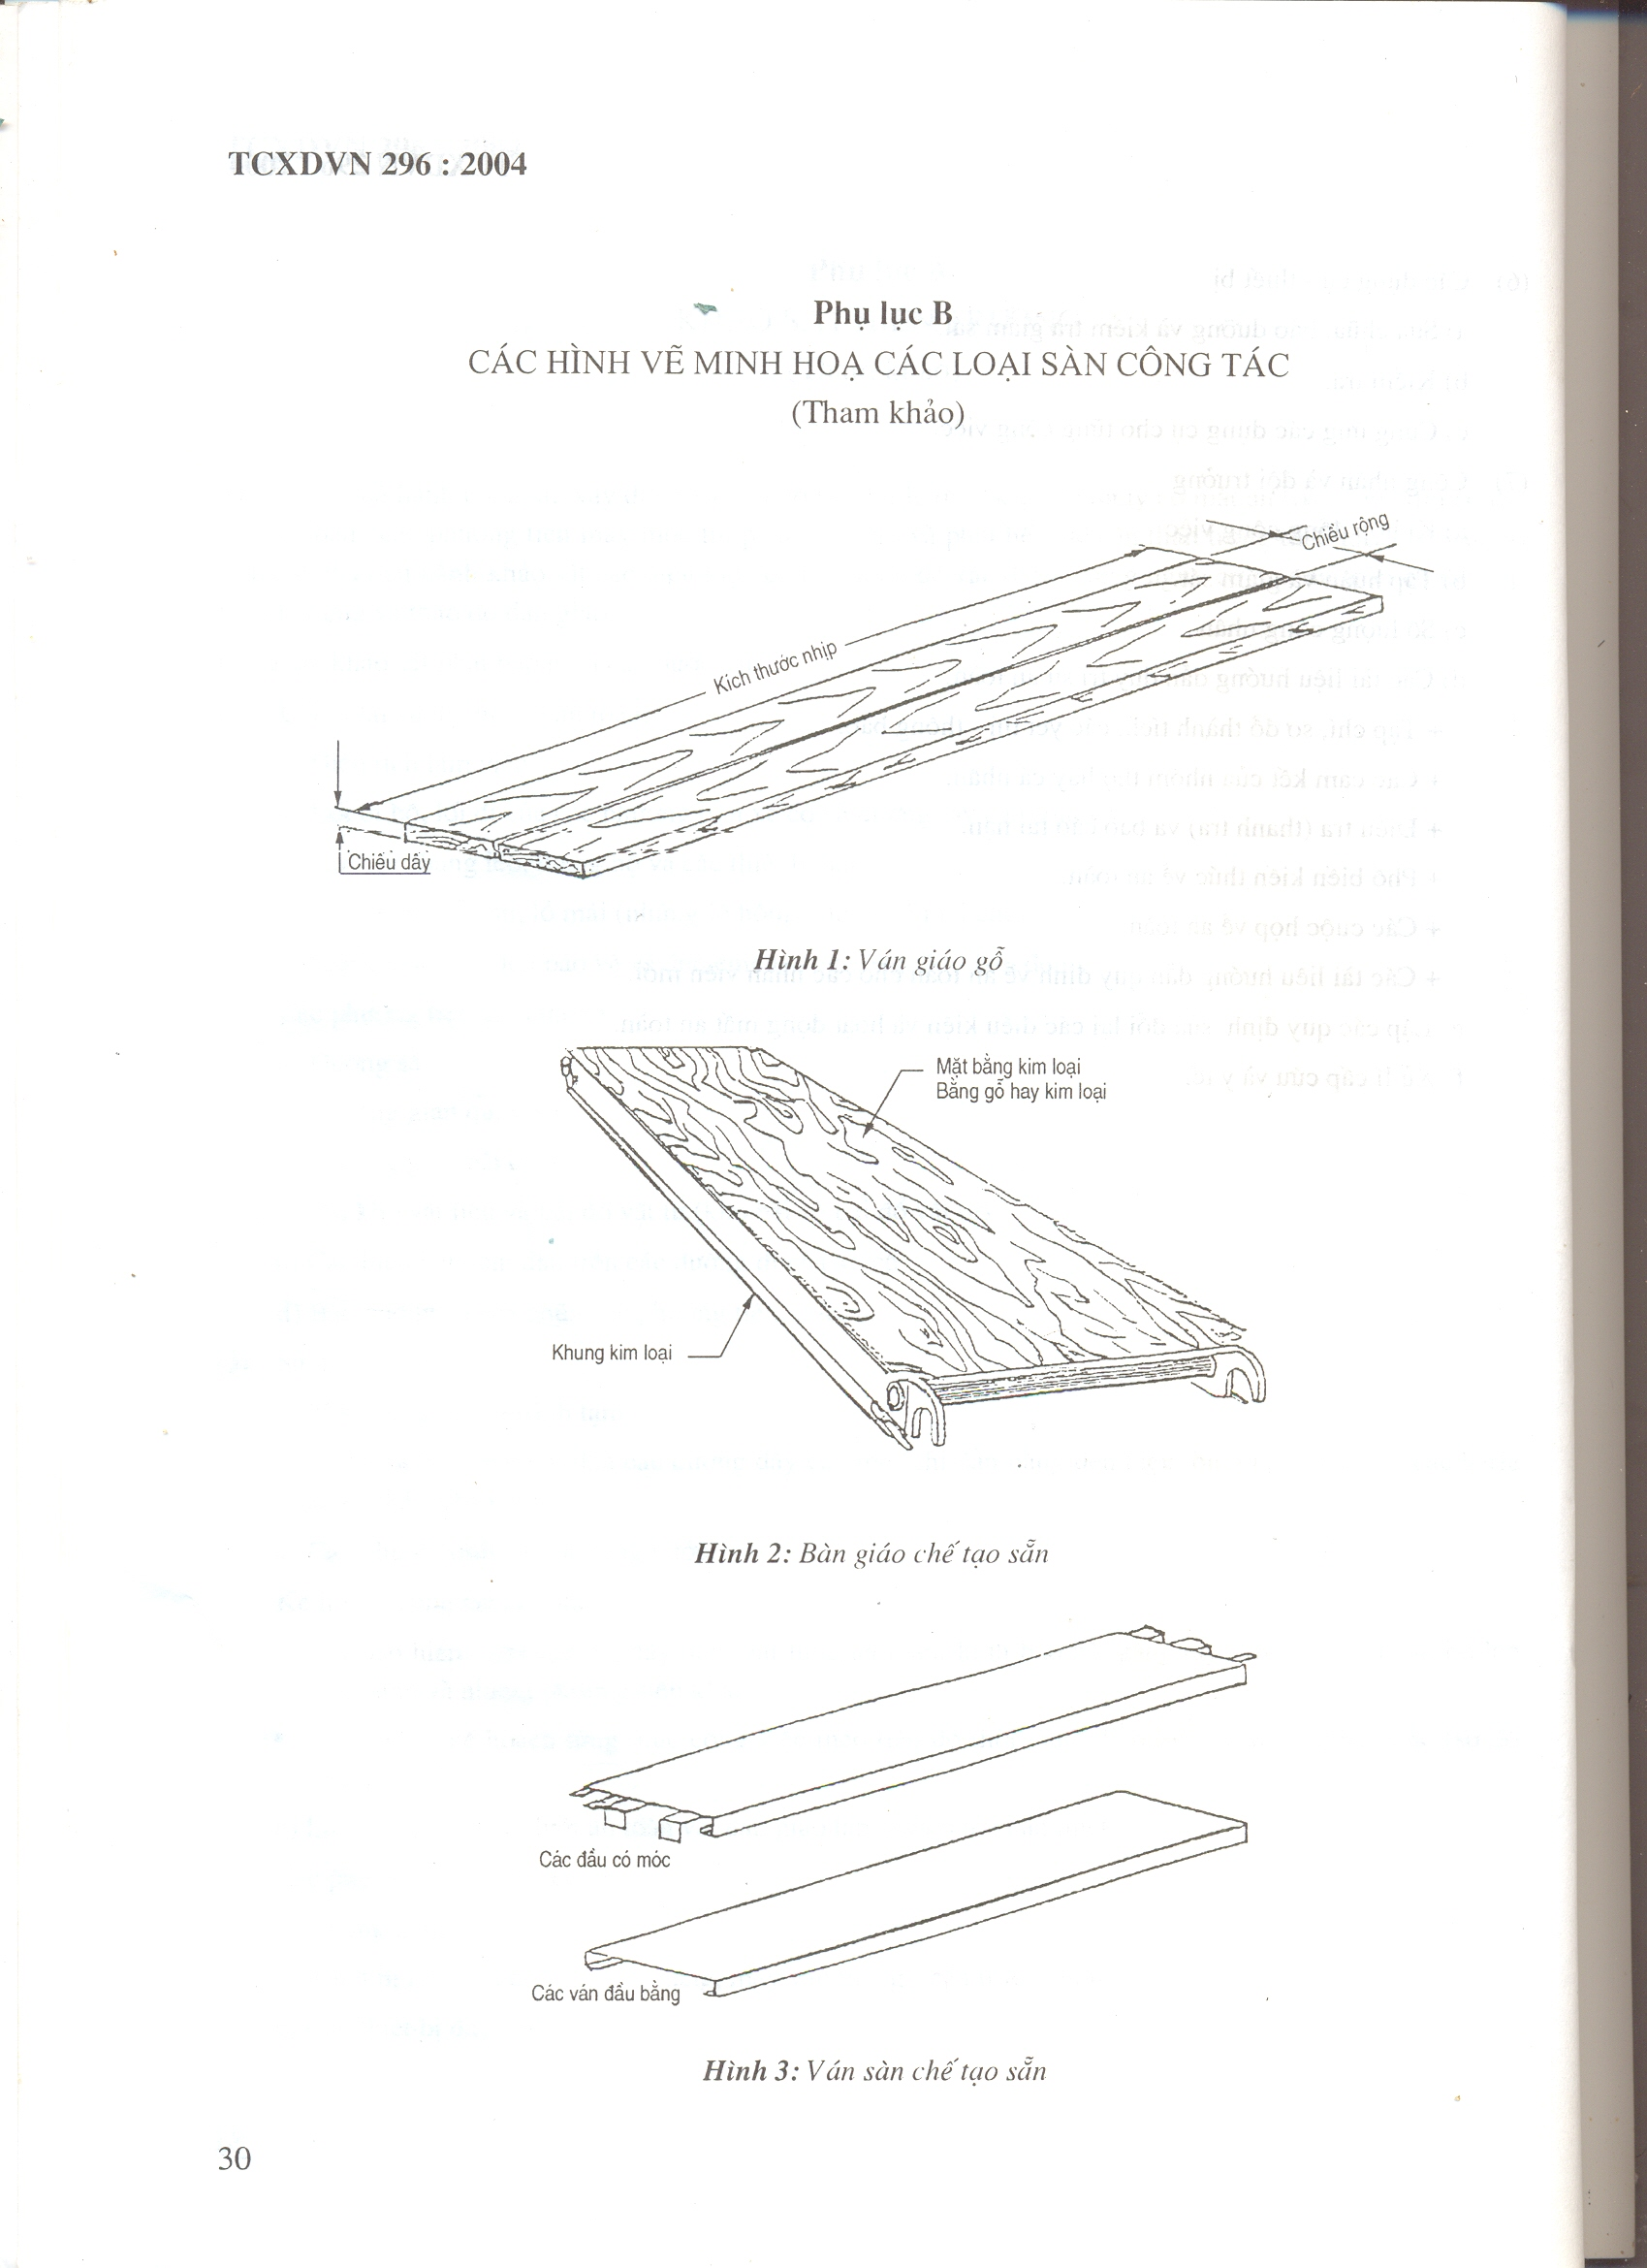 TCXDVN 296 : 2004
Phụ lục B
CÁC HÌNH VẼ MINH HOẠ CÁC LOẠI SÀN CÔNG TÁC
(Tham khảo)
Chiều rộng
Kích thước nhịp
Chiều dây
Hình 1: Ván giáo gỗ
Mặt bằng kim loại
Bằng gỗ hay kim loại
Khung kim loại
Hình 2: Bàn giáo chế tạo sẵn
Các đầu có móc
Các ván đầu bằng
Hình 3: Ván sàn chế tạo sẵn
30